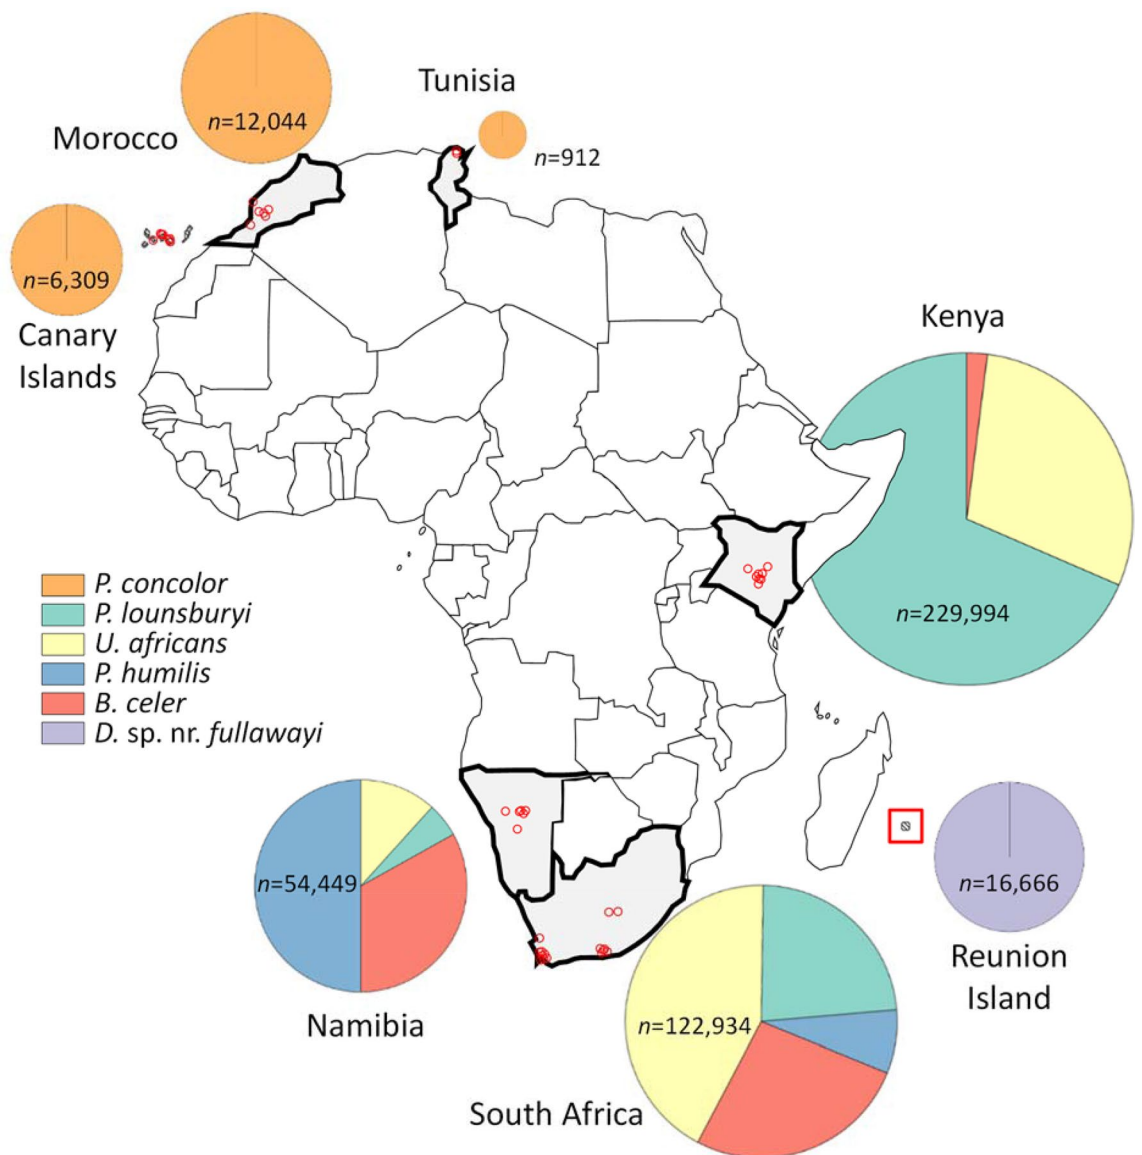 Tunisia
n=12,044
Morocco
n=912
n=6,309
Canary
Islands
Kenya
n=229,994
P. concolor
P. lounsburyi
U. africans
P. humilis
B. celer
D. sp. nr. fullawayi
n=54,449
Namibia
n=16,666
Reunion
Island
n=122,934
South Africa